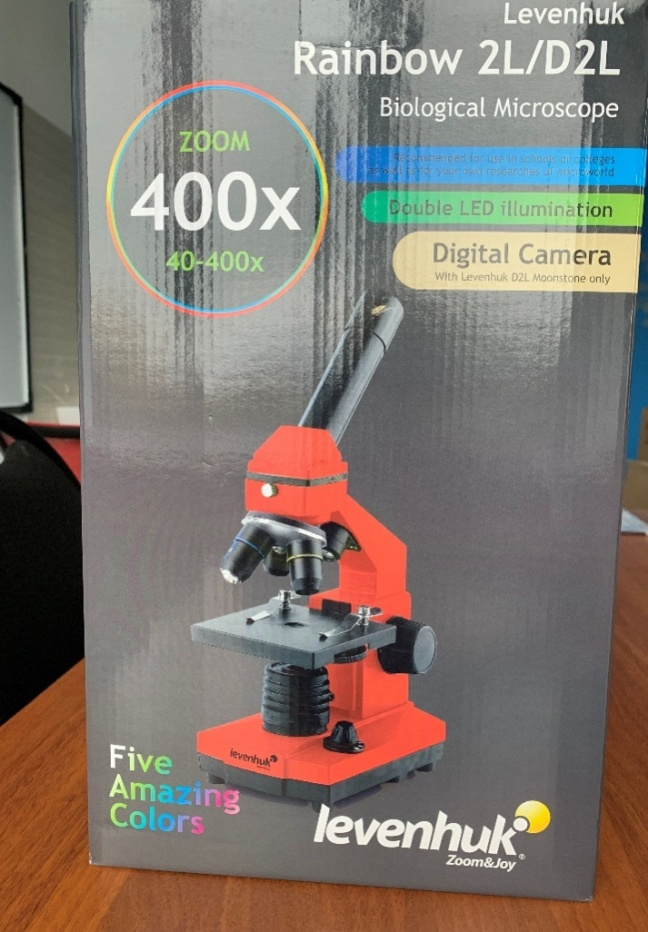 Levenhuk
Rainbow 2L/D2L
Biological Microscope
ZOOM
400x
40-400x
Recommended for use in schools or colleges
as well as for your own researches of microworld
Double LED illumination
Digital Camera
With Levenhuk D2L Moonstone only
levenhuk
Five
Amazing
Colors
levenhuk®
Zoom&Joy